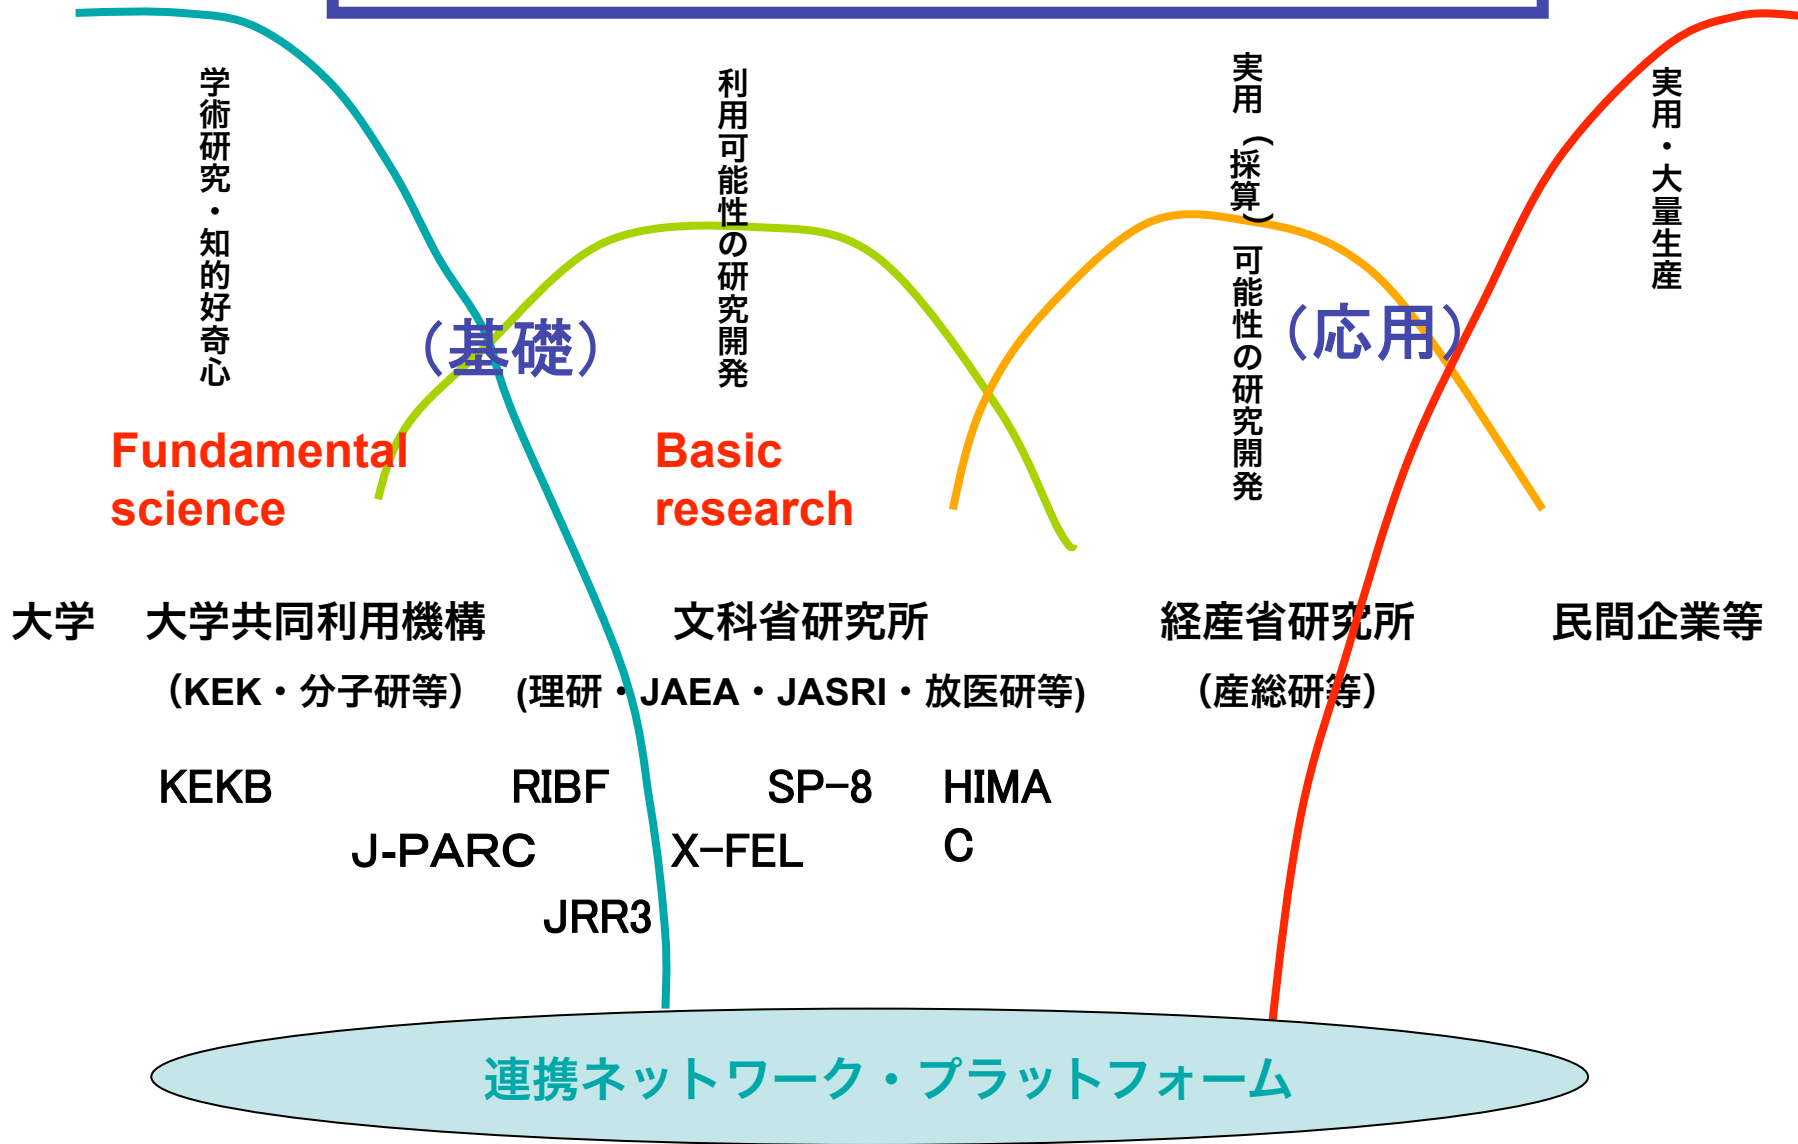 学術研究・知的好奇心
利用可能性の研究開発
実用（採算）可能性の研究開発
実用・大量生産
（基礎）
（応用）
Fundamental
science
Basic
research
大学 大学共同利用機構 文科省研究所 経産省研究所 民間企業等
（KEK・分子研等） (理研・JAEA・JASRI・放医研等) （産総研等）
KEKB RIBF SP−8 HIMA
C
J-PARC X−FEL
JRR3
連携ネットワーク・プラットフォーム